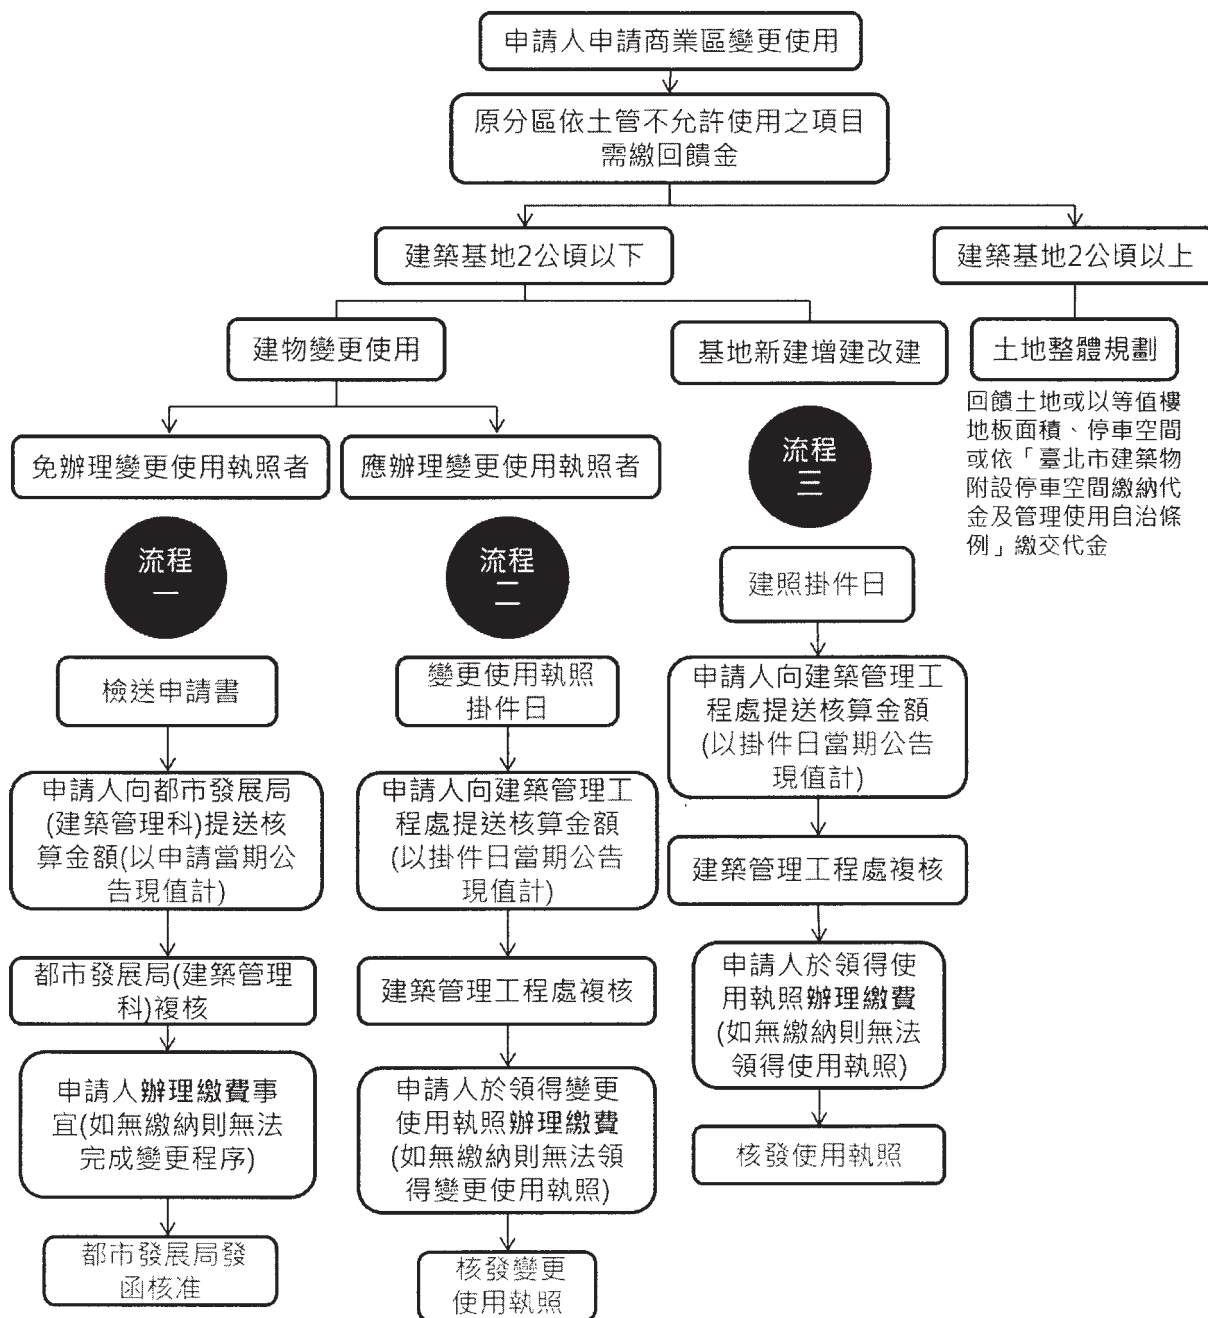 申請人申請商業區變更使用
原分區依土管不允許使用之項目
需繳回饋金
建築基地2公頃以下
建築基地2公頃以上
建物變更使用
基地新建增建改建
土地整體規劃
回饋土地或以等值樓
地板面積、停車空間
或依「臺北市建築物
附設停車空間繳納代
金及管理使用自治條
例」繳交代金
免辦理變更使用執照者
應辦理變更使用執照者
流程
一
檢送申請書
申請人向都市發展局
(建築管理科)提送核
算金額(以申請當期公
告現值計)
都市發展局(建築管理
科)複核
申請人辦理繳費事
宜(如無繳納則無法
完成變更程序)
都市發展局發
函核准
流程
二
變更使用執照
掛件日
申請人向建築管理工
程處提送核算金額
(以掛件日當期公告
現值計)
建築管理工程處複核
申請人於領得變更
使用執照辦理繳費
(如無繳納則無法領
得變更使用執照)
核發變更
使用執照
流程
三
建照掛件日
申請人向建築管理工
程處提送核算金額
(以掛件日當期公告
現值計)
建築管理工程處複核
申請人於領得使
用執照辦理繳費
(如無繳納則無法
領得使用執照)
核發使用執照